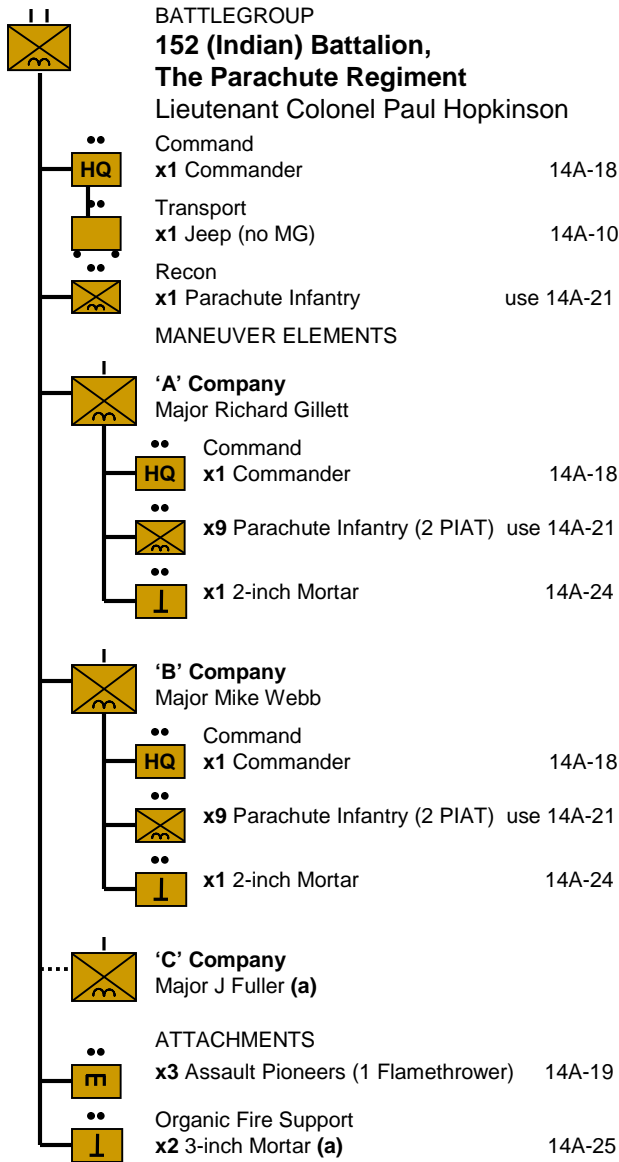 BATTLEGROUP
152 (Indian) Battalion,
The Parachute Regiment
Lieutenant Colonel Paul Hopkinson
Command
HQ x1 Commander 14A-18
Transport
x1 Jeep (no MG) 14A-10
Recon
x1 Parachute Infantry use 14A-21
MANEUVER ELEMENTS
‘A’ Company
Major Richard Gillett
Command
HQ x1 Commander 14A-18
x9 Parachute Infantry (2 PIAT) use 14A-21
x1 2-inch Mortar 14A-24
‘B’ Company
Major Mike Webb
Command
HQ x1 Commander 14A-18
x9 Parachute Infantry (2 PIAT) use 14A-21
x1 2-inch Mortar 14A-24
‘C’ Company
Major J Fuller (a)
ATTACHMENTS
x3 Assault Pioneers (1 Flamethrower) 14A-19
Organic Fire Support
x2 3-inch Mortar (a) 14A-25